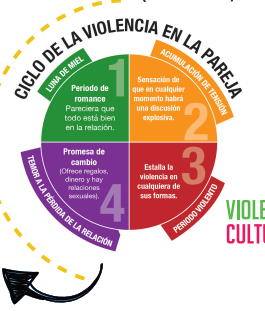 CICLO DE LA VIOLENCIA EN LA PAREJA
LUNA DE MIEL
1
Periodo de
romance
Pareciera que
todo está bien
en la relación.
ACUMULACIÓN DE TENSIÓN
Sensación de
que en cualquier
momento habrá
una discusión
explosiva.
2
3
Estalla la
violencia en
cualquiera de
sus formas.
PERIODO VIOLENTO
Promesa de
cambio
(Ofrece regalos,
dinero y hay
relaciones
sexuales).
4
TEMOR A LA PÉRDIDA DE LA RELACIÓN
VIOLE
CULTU